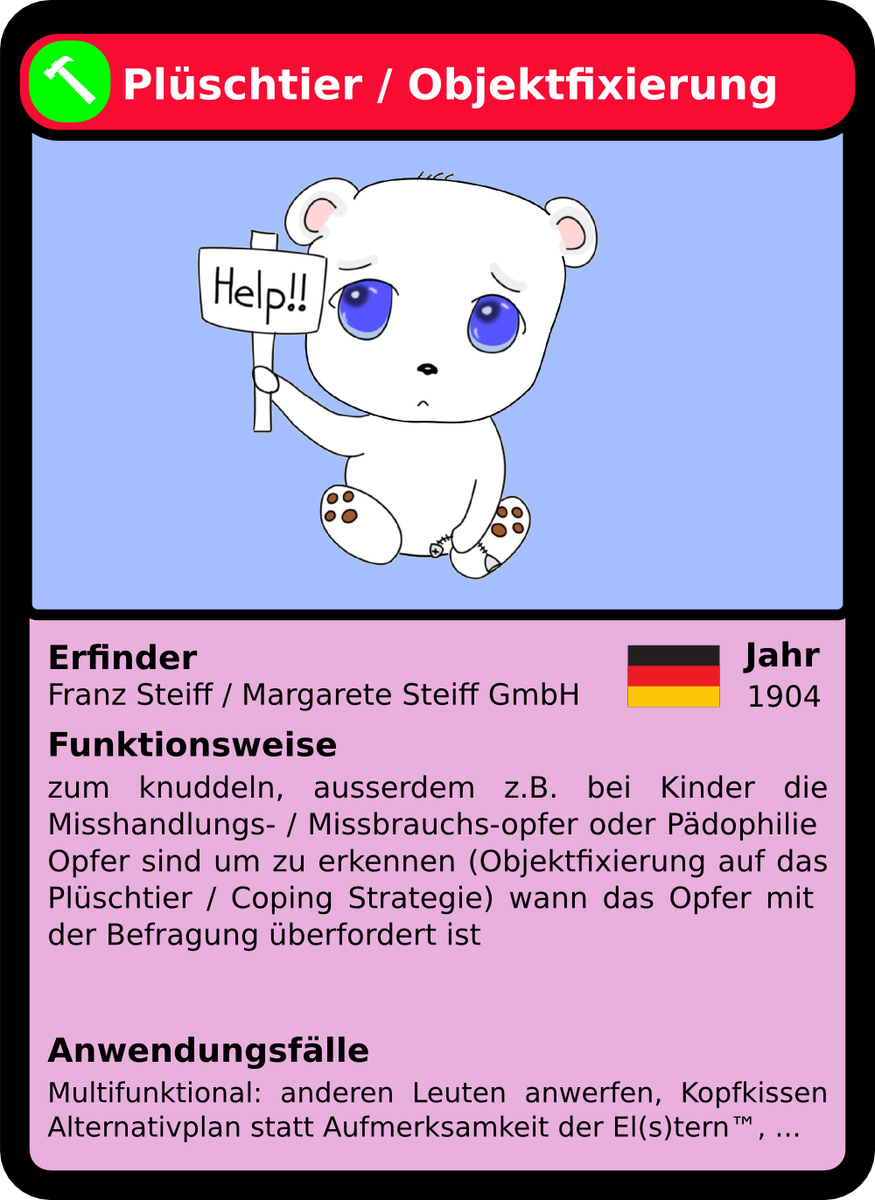 Plüschtier / Objektfixierung
Help!!
Erfinder
Franz Steiff / Margarete Steiff GmbH
Jahr
1904
Funktionsweise
zum knuddeln, ausserdem z.B. bei Kinder die
Misshandlungs- / Missbrauchs-opfer oder Pädophilie
Opfer sind um zu erkennen (Objektfixierung auf das
Plüschtier / Coping Strategie) wann das Opfer mit
der Befragung überfordert ist
Anwendungsfälle
Multifunktional: anderen Leuten anwerfen, Kopfkissen
Alternativplan statt Aufmerksamkeit der El(s)tern™, ...